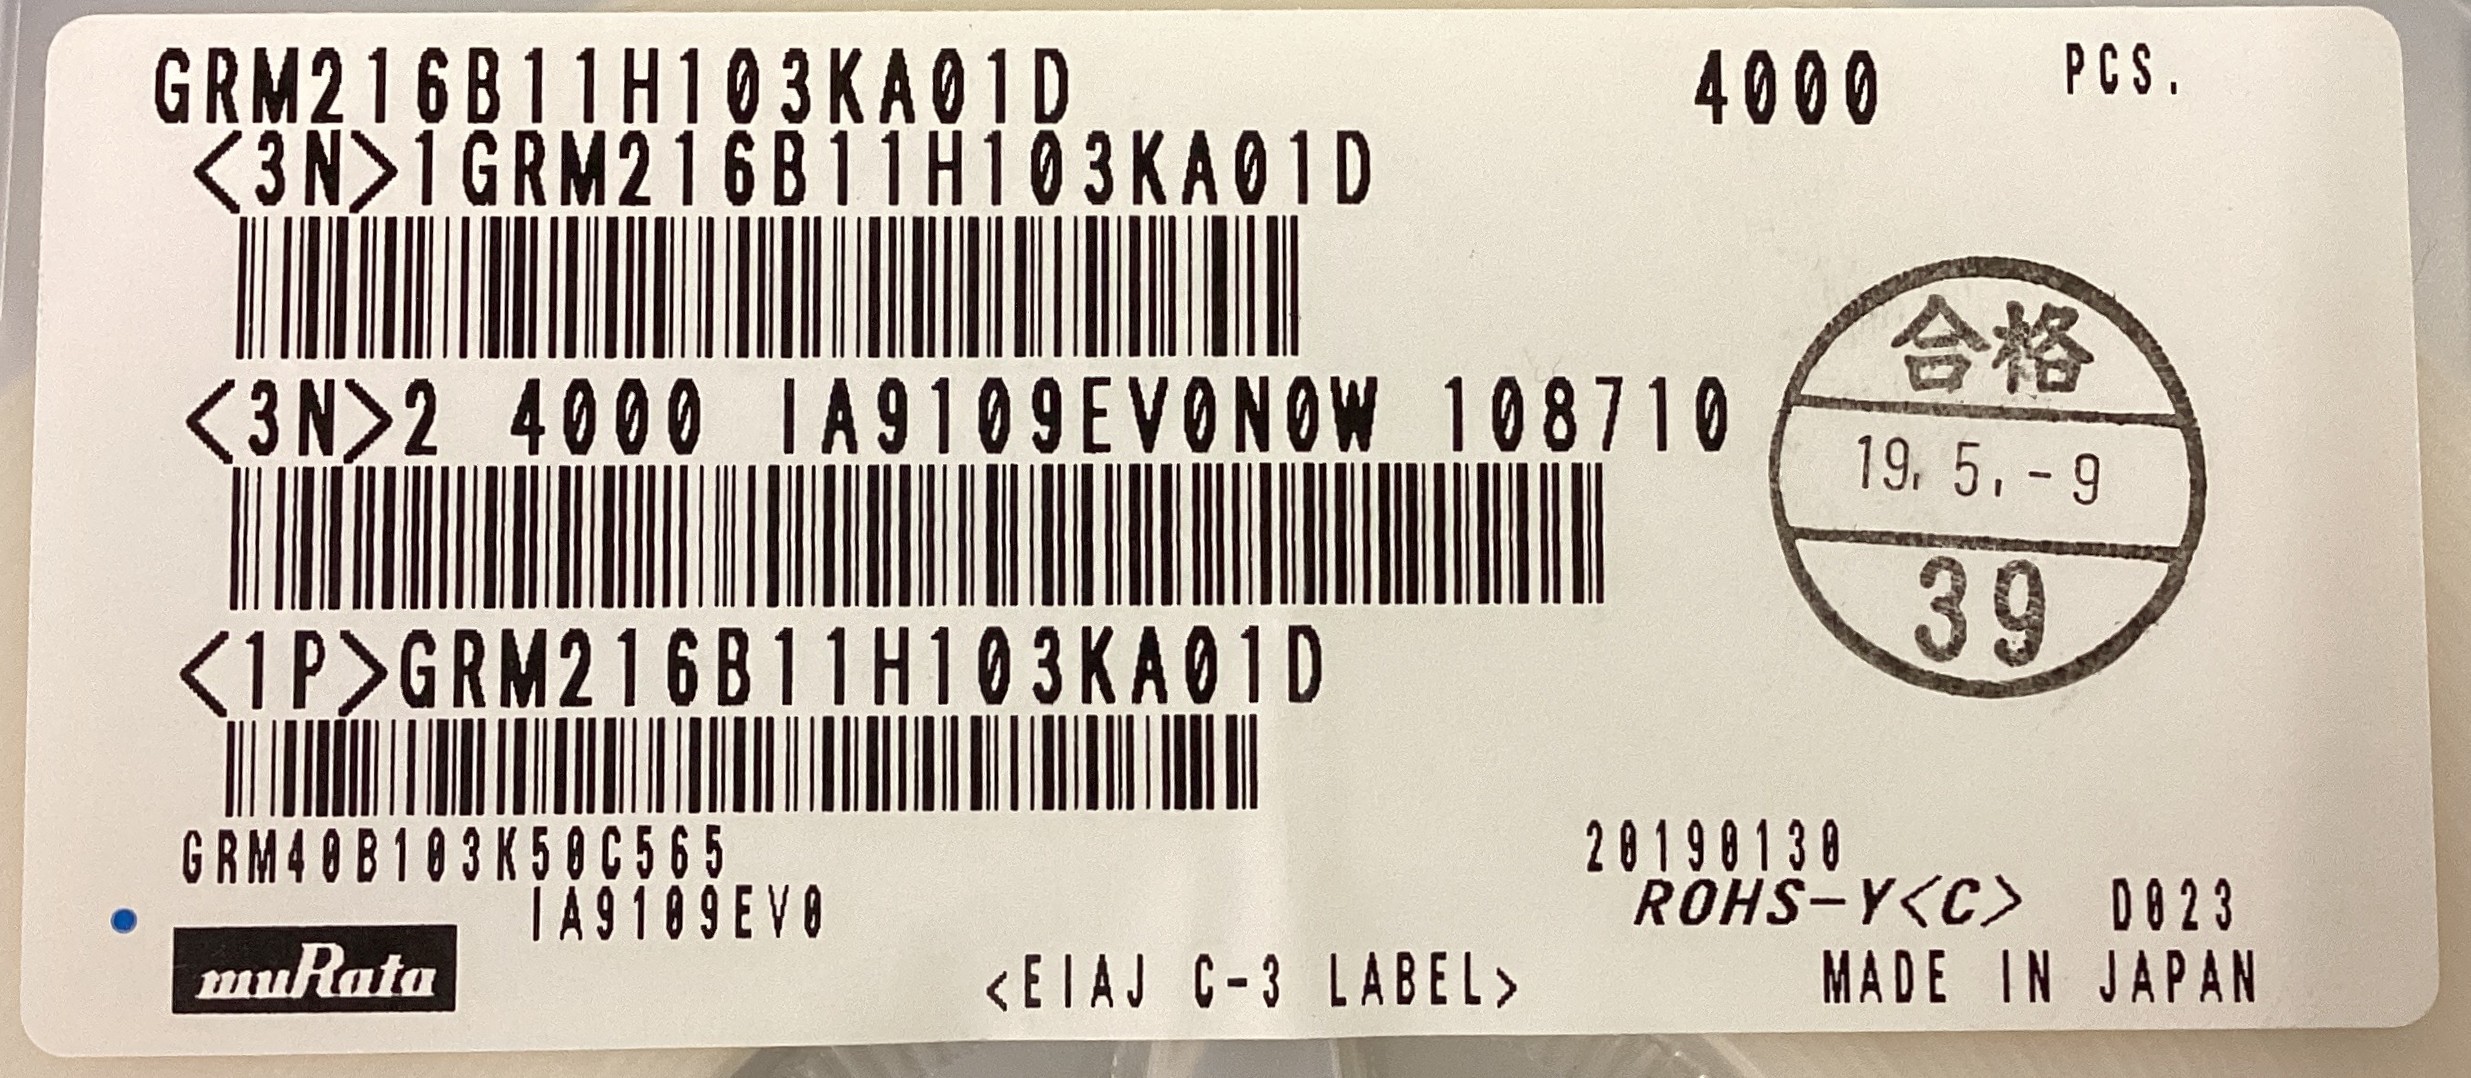 GRM216B11H103KA01D 4000 PCS.
<3N>1GRM216B11H103KA01D
<3N>2 4000 IA9109EV0N0W 108710
合格
19. 5. -9
39
<1P>GRM216B11H103KA01D
GRM40B103K50C565 20190130
IA9109EV0 ROHS-Y<C> D023
muRata <EIAJ C-3 LABEL> MADE IN JAPAN